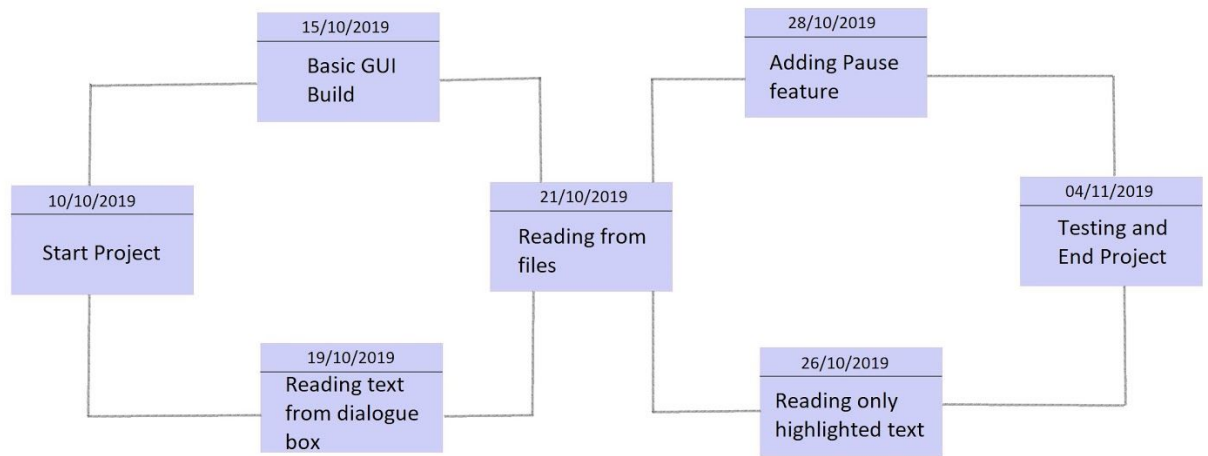 15/10/2019
Basic GUI
Build
28/10/2019
Adding Pause
feature
10/10/2019
Start Project
21/10/2019
Reading from
files
04/11/2019
Testing and
End Project
19/10/2019
Reading text
from dialogue
box
26/10/2019
Reading only
highlighted text